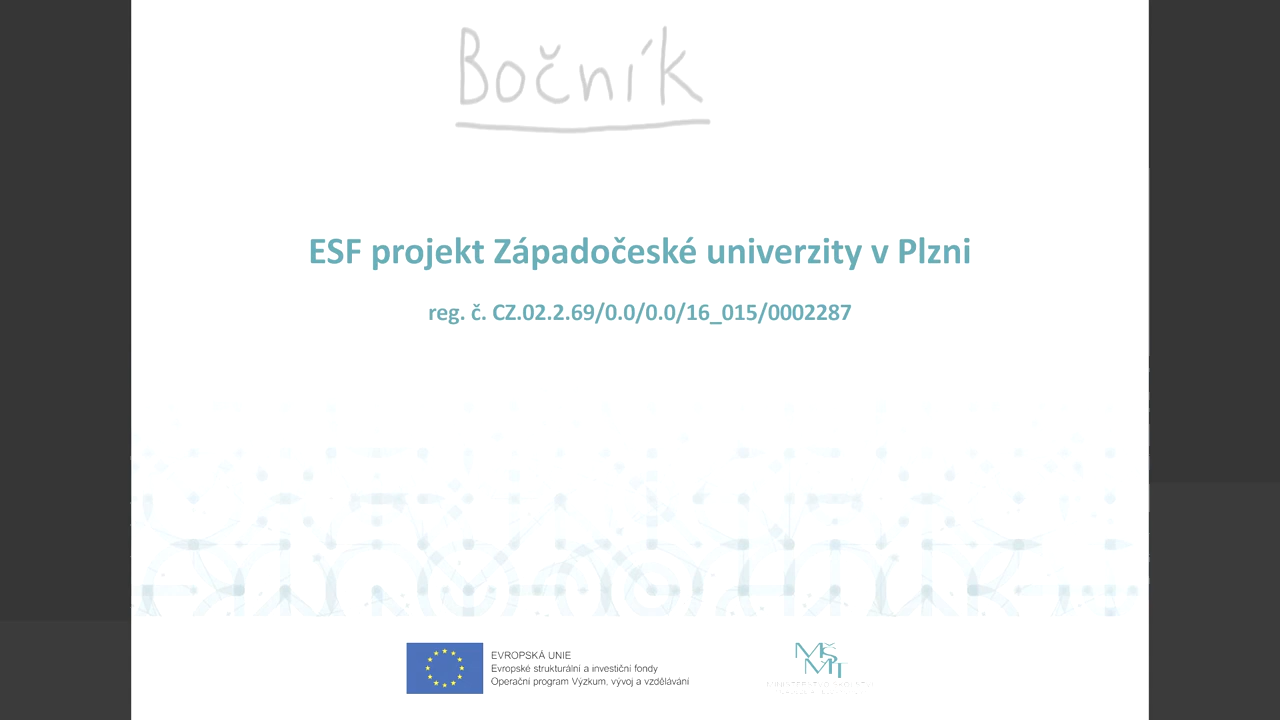 Bočník
ESF projekt Západočeské univerzity v Plzni
reg. č. CZ.02.2.69/0.0/0.0/16_015/0002287
EVROPSKÁ UNIE
Evropské strukturální a investiční fondy
Operační program Výzkum, vývoj a vzdělávání
MŠMT